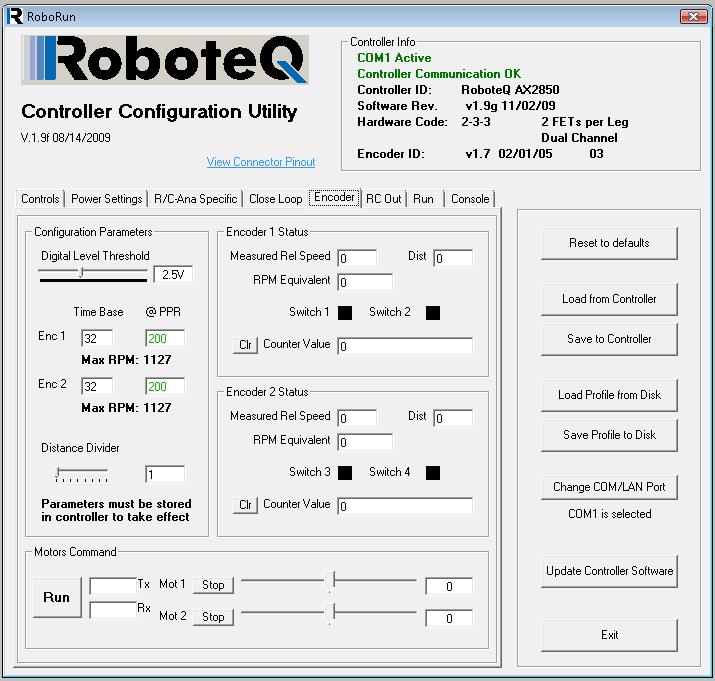 RoboRun
RoboteQ
Controller Configuration Utility
V.1.9f 08/14/2009
View Connector Pinout
Controller Info
COM1 Active
Controller Communication OK
Controller ID: RoboteQ AX2850
Software Rev. v1.9g 11/02/09
Hardware Code: 2-3-3 2 FETs per Leg
Dual Channel
Encoder ID: v1.7 02/01/05 03
Controls Power Settings R/C-Ana Specific Close Loop Encoder RC Out Run Console
Configuration Parameters
Digital Level Threshold
2.5V
Time Base @ PPR
Enc 1 32 200
Max RPM: 1127
Enc 2 32 200
Max RPM: 1127
Distance Divider
1
Parameters must be stored
in controller to take effect
Encoder 1 Status
Measured Rel Speed 0 Dist 0
RPM Equivalent 0
Switch 1 Switch 2
Clr Counter Value 0
Encoder 2 Status
Measured Rel Speed 0 Dist 0
RPM Equivalent 0
Switch 3 Switch 4
Clr Counter Value 0
Motors Command
Run Tx Mot 1 Stop 0
Rx Mot 2 Stop 0
Reset to defaults
Load from Controller
Save to Controller
Load Profile from Disk
Save Profile to Disk
Change COM/LAN Port
COM1 is selected
Update Controller Software
Exit